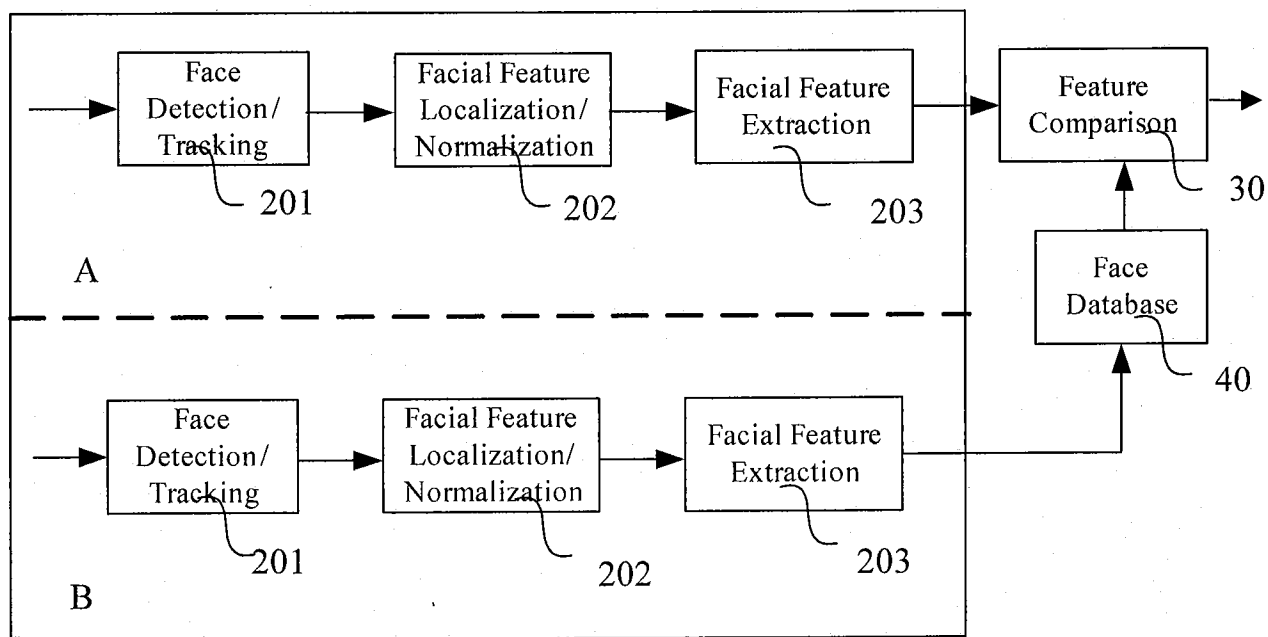 Face
Detection/
Tracking
201
Facial Feature
Localization/
Normalization
202
Facial Feature
Extraction
203
Feature
Comparison
30
A
Face
Database
40
Face
Detection/
Tracking
201
Facial Feature
Localization/
Normalization
202
Facial Feature
Extraction
203
B